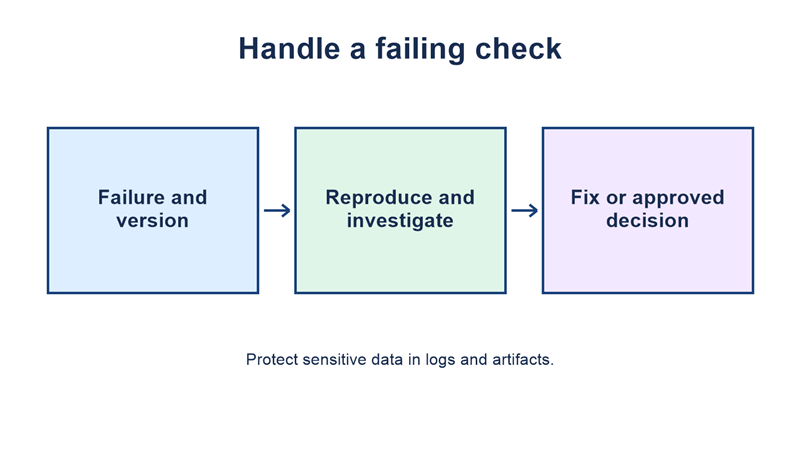 Handle a failing check
Failure and
version
Reproduce and
investigate
Fix or approved
decision
Protect sensitive data in logs and artifacts.